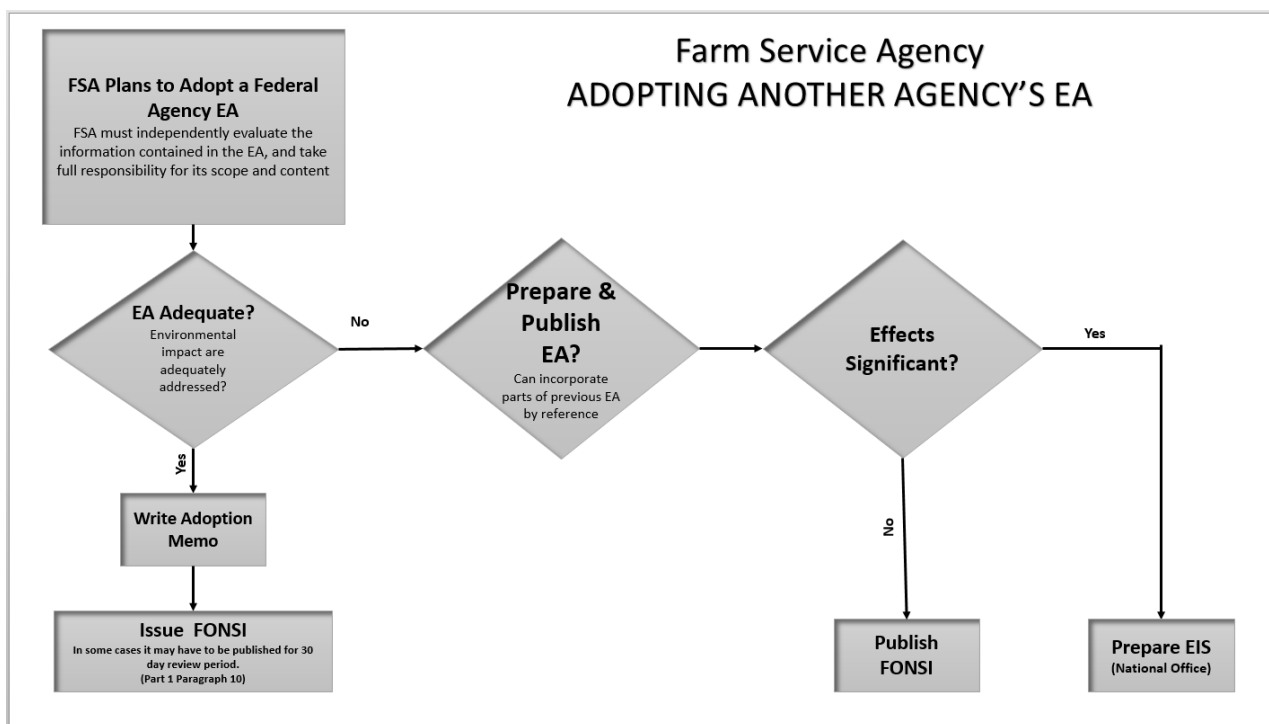 Farm Service Agency
ADOPTING ANOTHER AGENCY'S EA
FSA Plans to Adopt a Federal
Agency EA
FSA must independently evaluate the
information contained in the EA, and take
full responsibility for its scope and content
EA Adequate?
Environmental
impact are
adequately
addressed?
No
Prepare &
Publish
EA?
Can incorporate
parts of previous EA
by reference
Effects
Significant?
Yes
Yes
Write Adoption
Memo
No
Issue FONSI
In some cases it may have to be published for 30
day review period.
(Part 1 Paragraph 10)
Publish
FONSI
Prepare EIS
(National Office)